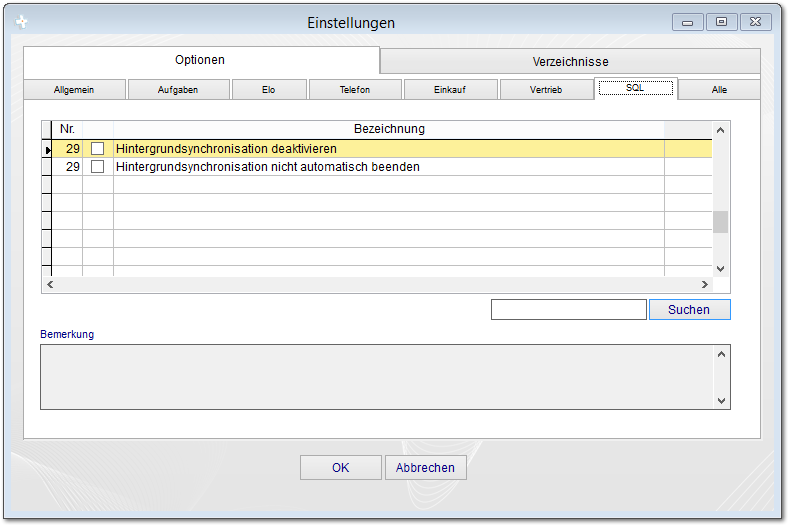 Einstellungen
Optionen Verzeichnisse
Allgemein Aufgaben Elo Telefon Einkauf Vertrieb SQL Alle
Nr. Bezeichnung
29 Hintergrundsynchronisation deaktivieren
29 Hintergrundsynchronisation nicht automatisch beenden
Suchen
Bemerkung
OK Abbrechen